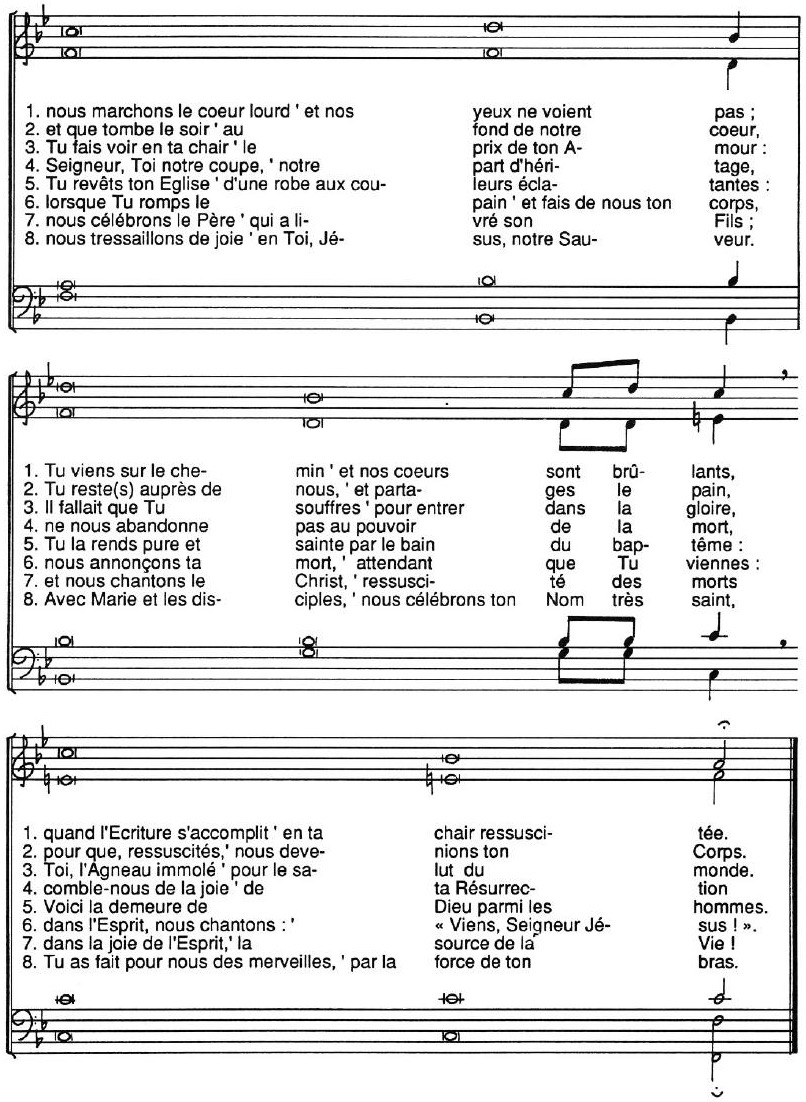 1. nous marchons le coeur lourd ' et nos yeux ne voient pas ;
2. et que tombe le soir ' au fond de notre coeur,
3. Tu fais voir en ta chair ' le prix de ton A- mour :
4. Seigneur, Toi notre coupe, ' notre part d'héri- tage,
5. Tu revêts ton Eglise ' d'une robe aux cou- leurs écla- tantes :
6. lorsque Tu romps le pain ' et fais de nous ton corps,
7. nous célébrons le Père ' qui a li- vré son Fils ;
8. nous tressaillons de joie ' en Toi, Jé- sus, notre Sau- veur.
1. Tu viens sur le che- min ' et nos coeurs sont brû- lants,
2. Tu reste(s) auprès de nous, ' et parta- ges le pain,
3. Il fallait que Tu souffres ' pour entrer dans la gloire,
4. ne nous abandonne pas au pouvoir de la mort,
5. Tu la rends pure et sainte par le bain du bap- tême :
6. nous annonçons ta mort, ' attendant que Tu viennes :
7. et nous chantons le Christ, ' ressusci- té des morts
8. Avec Marie et les dis- ciples, ' nous célébrons ton Nom très saint,
1. quand l'Ecriture s'accomplit ' en ta chair ressusci- tée.
2. pour que, ressuscités,' nous deve- nions ton Corps.
3. Toi, l'Agneau immolé ' pour le sa- lut du monde.
4. comble-nous de la joie ' de ta Résurrec- tion
5. Voici la demeure de Dieu parmi les hommes.
6. dans l'Esprit, nous chantons : ' « Viens, Seigneur Jé- sus ! ».
7. dans la joie de l'Esprit,' la source de la Vie !
8. Tu as fait pour nous des merveilles, ' par la force de ton bras.